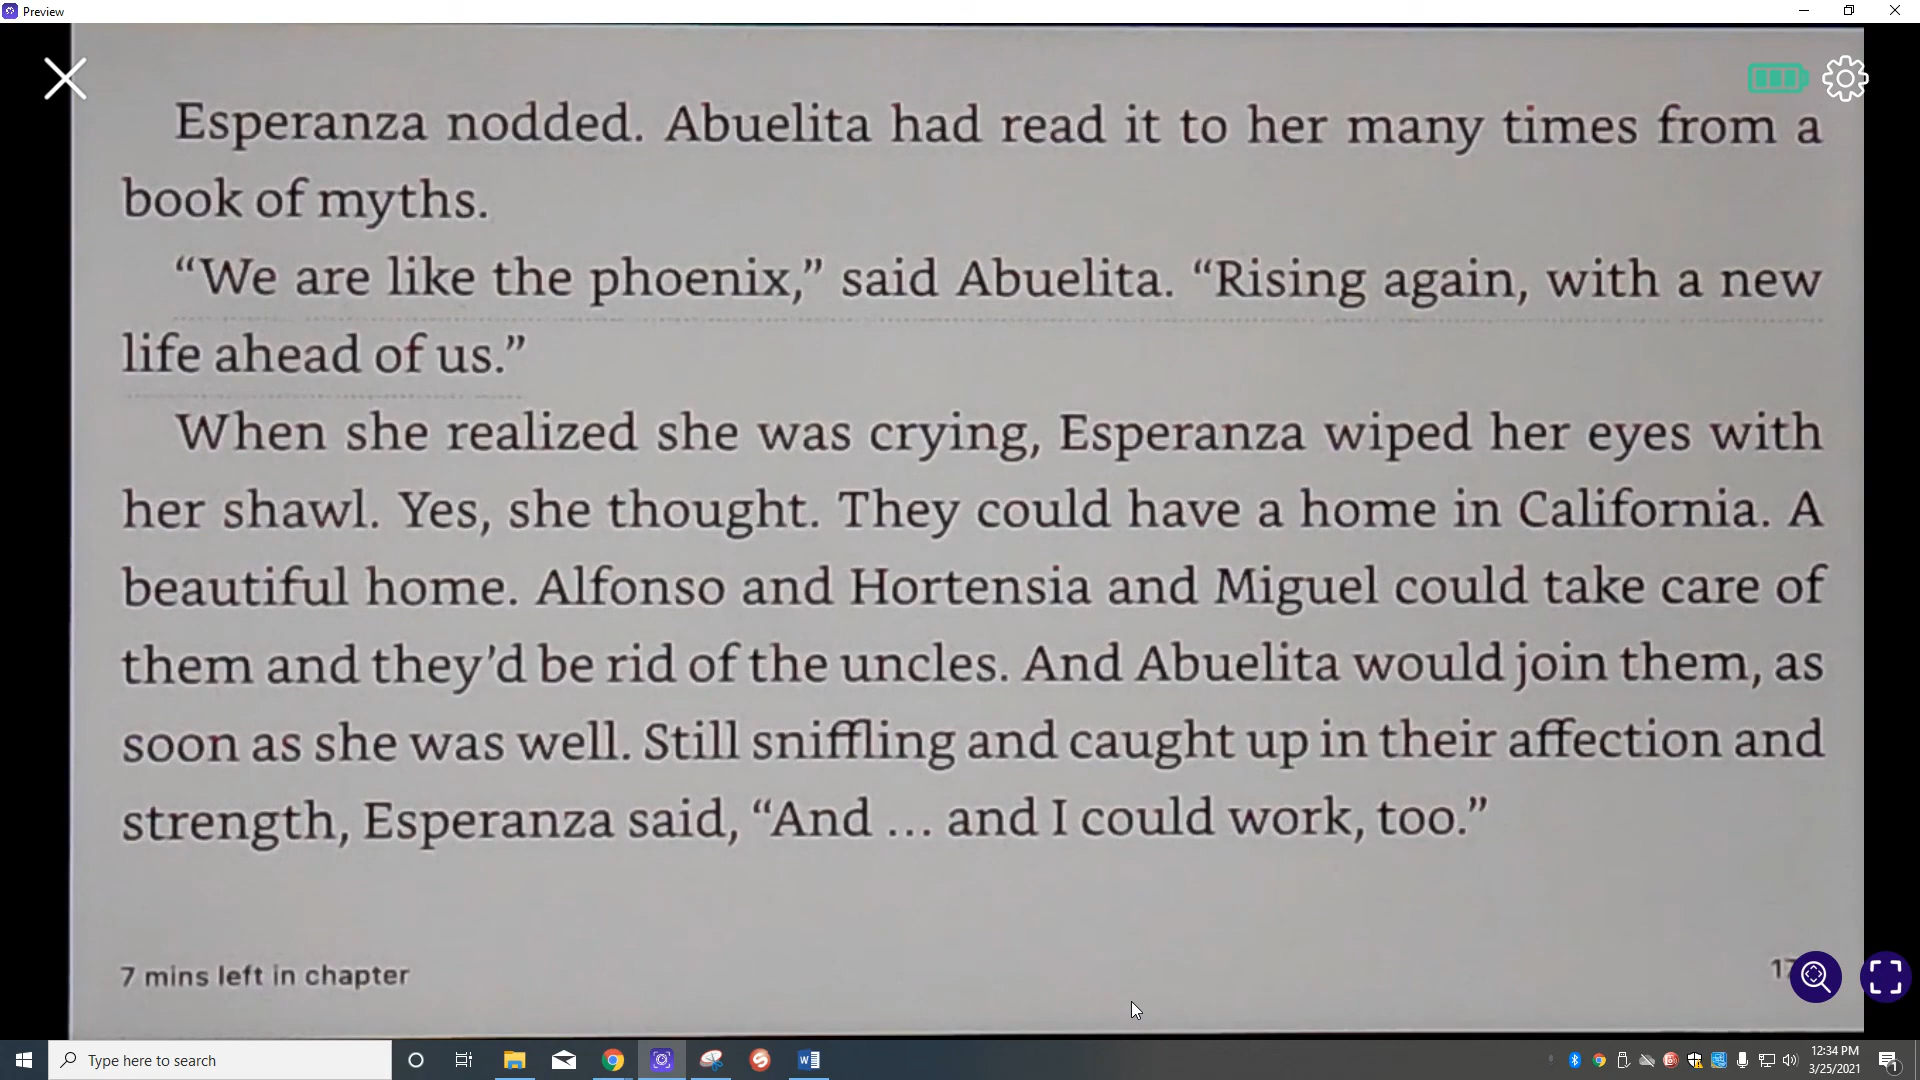 Preview
Esperanza nodded. Abuelita had read it to her many times from a
book of myths.
“We are like the phoenix,” said Abuelita. “Rising again, with a new
life ahead of us.”
When she realized she was crying, Esperanza wiped her eyes with
her shawl. Yes, she thought. They could have a home in California. A
beautiful home. Alfonso and Hortensia and Miguel could take care of
them and they’d be rid of the uncles. And Abuelita would join them, as
soon as she was well. Still sniffling and caught up in their affection and
strength, Esperanza said, “And ... and I could work, too.”
7 mins left in chapter
Type here to search
12:34 PM
3/25/2021